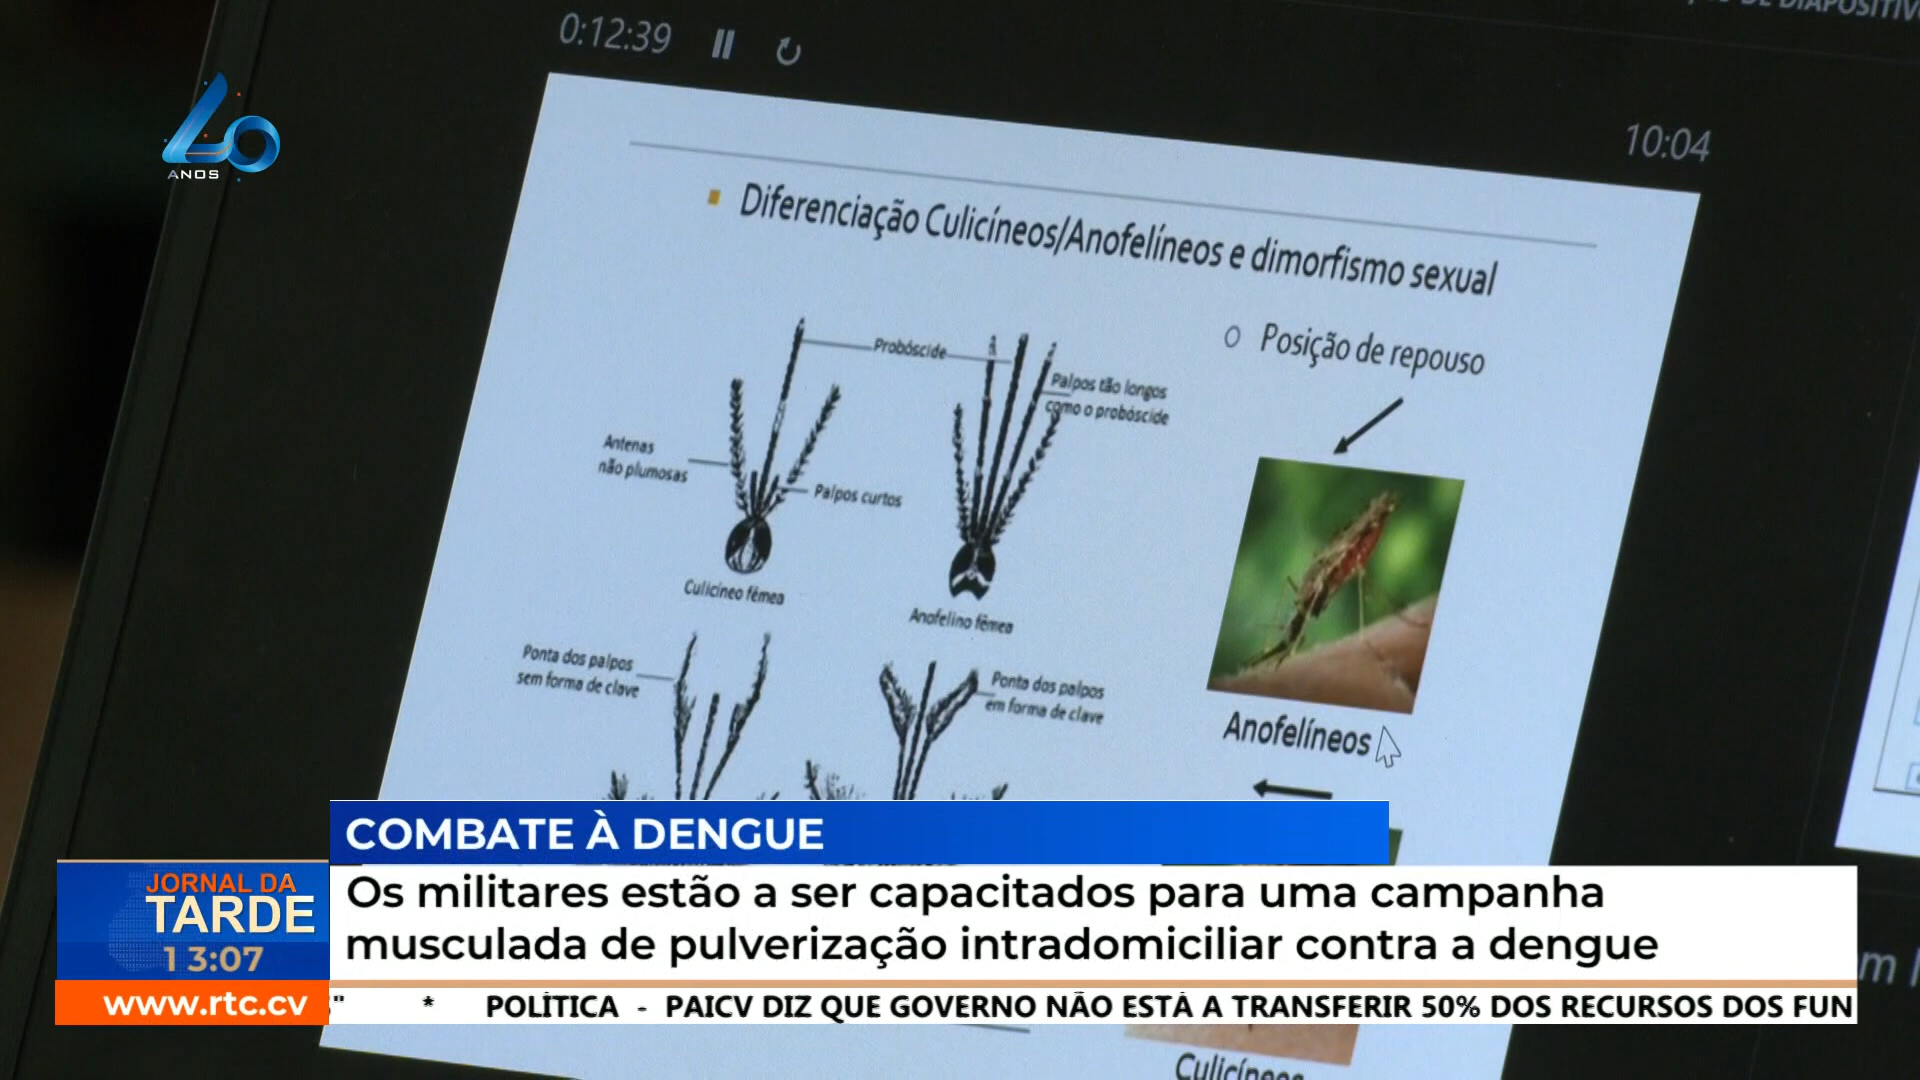 0:12:39
10:04
ANOS
Diferenciação Culicíneos/Anofelíneos e dimorfismo sexual
Posição de repouso
Probóscide
Palpos tão longos
como o probóscide
Antenas
não plumosas
Palpos curtos
Culicíneo fêmea
Anofelino fêmea
Ponta dos palpos
sem forma de clave
Ponta dos palpos
em forma de clave
Anofelíneos
COMBATE À DENGUE
Os militares estão a ser capacitados para uma campanha
musculada de pulverização intradomiciliar contra a dengue
JORNAL DA
TARDE
13:07
www.rtc.cv
" * POLÍTICA - PAICV DIZ QUE GOVERNO NÃO ESTÁ A TRANSFERIR 50% DOS RECURSOS DOS FUN
Culicíneos